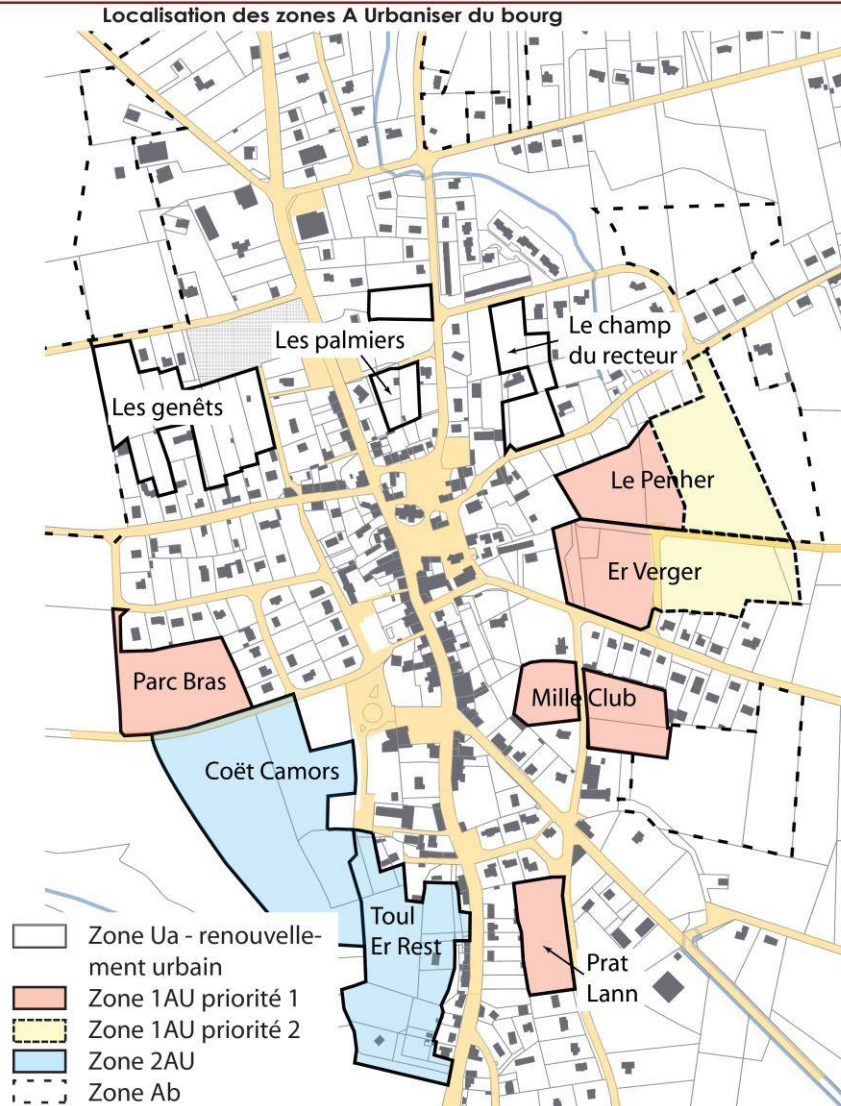 Localisation des zones A Urbaniser du bourg
Les palmiers
Le champ
du recteur
Les genêts
Le Penher
Er Verger
Parc Bras
Mille Club
Coët Camors
Toul
Er Rest
Prat
Lann
Zone Ua - renouvelle-
ment urbain
Zone 1AU priorité 1
Zone 1AU priorité 2
Zone 2AU
Zone Ab